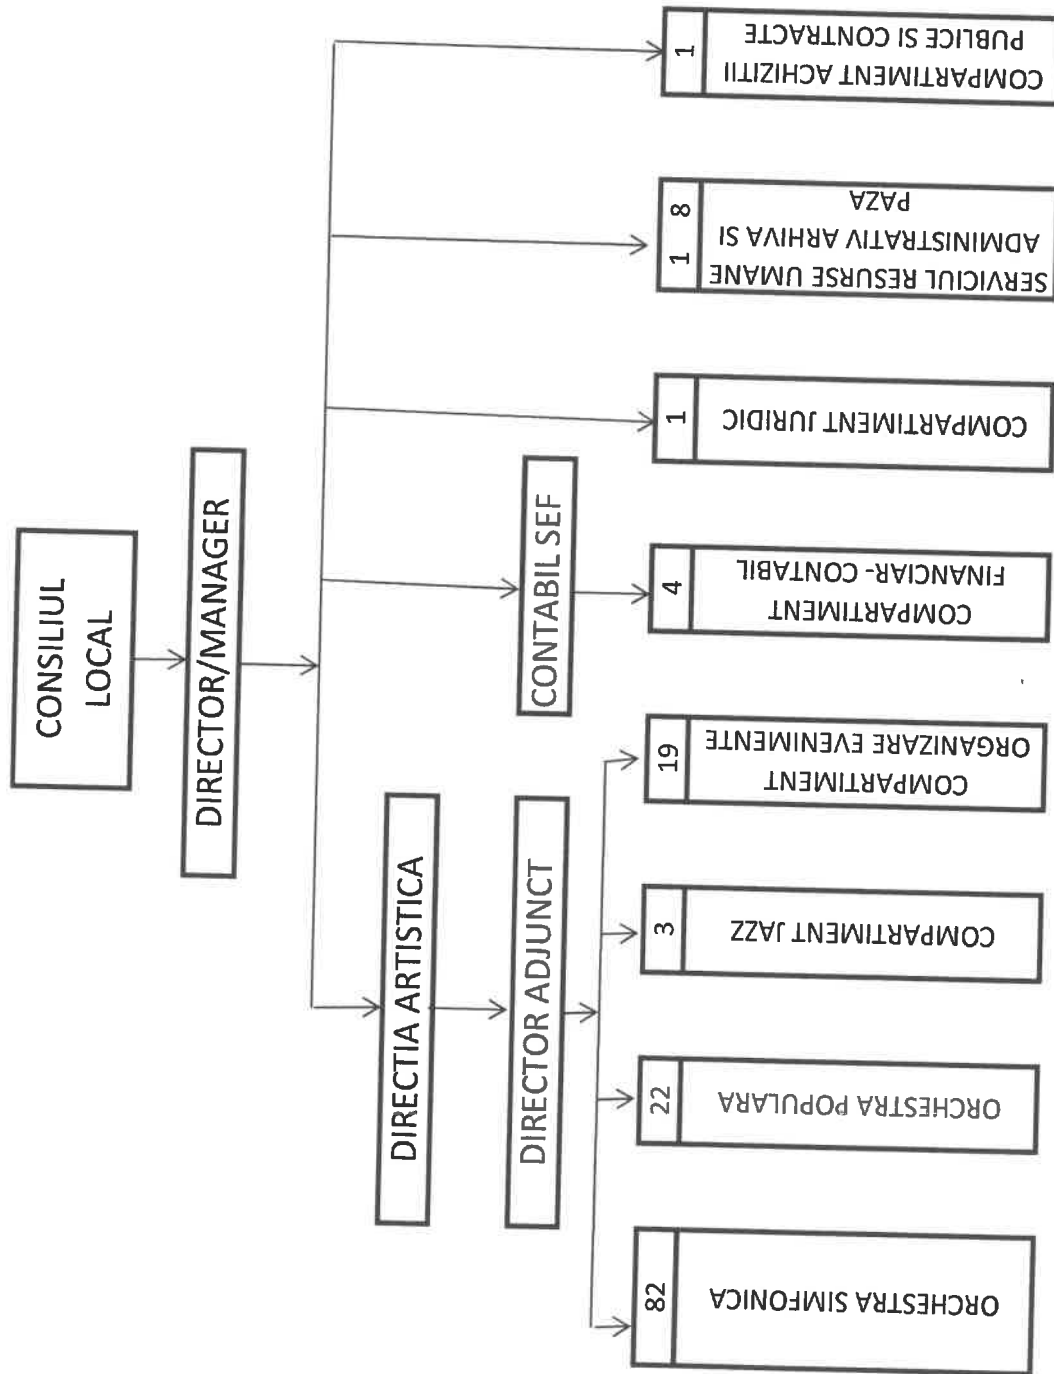 CONSILIUL
LOCAL
DIRECTOR/MANAGER
DIRECTIA ARTISTICA
DIRECTOR ADJUNCT
CONTABIL SEF
82
ORCHESTRA SIMFONICA
22
ORCHESTRA POPULARA
3
COMPARTIMENT JAZZ
19
COMPARTIMENT
ORGANIZARE EVENIMENTE
4
COMPARTIMENT
FINANCIAR- CONTABIL
1
COMPARTIMENT JURIDIC
1 8
SERVICIUL RESURSE UMANE
ADMINISTRATIV ARHIVA SI
PAZA
1
COMPARTIMENT ACHIZITII
PUBLICE SI CONTRACTE